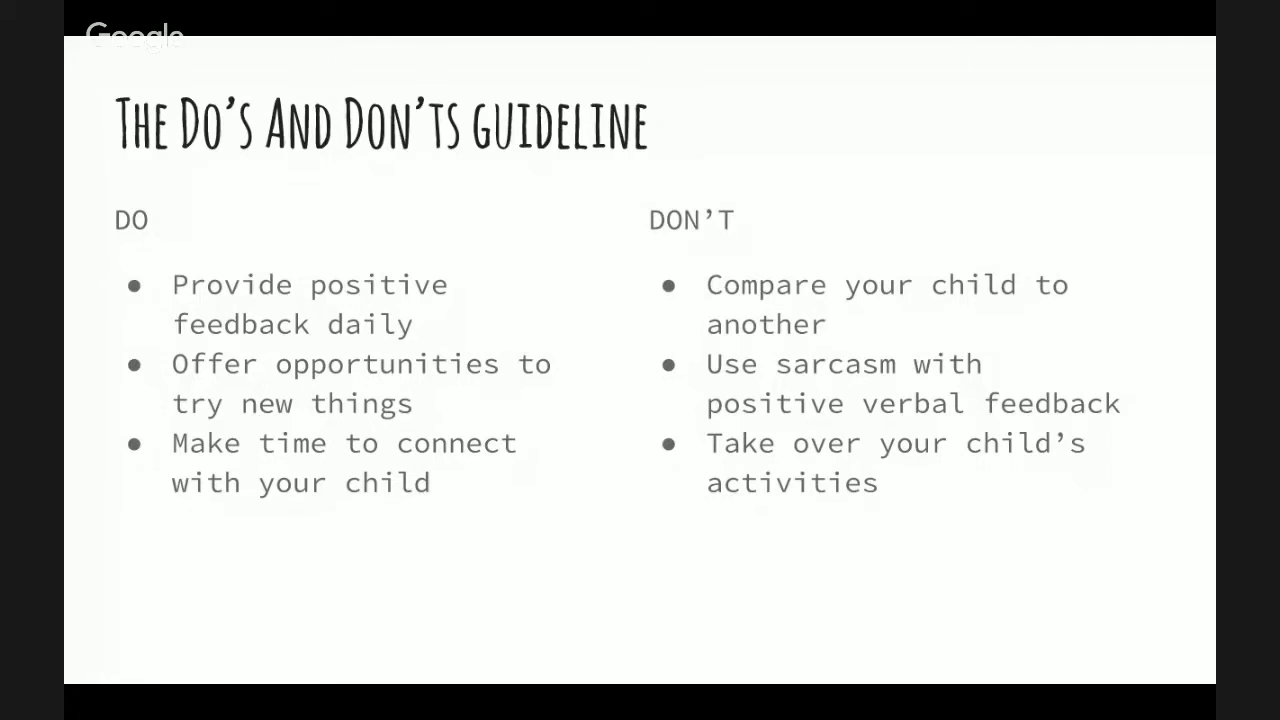 Google
The Do's And Don'ts guideline
DO
● Provide positive
feedback daily
● Offer opportunities to
try new things
● Make time to connect
with your child
DON'T
● Compare your child to
another
● Use sarcasm with
positive verbal feedback
● Take over your child's
activities